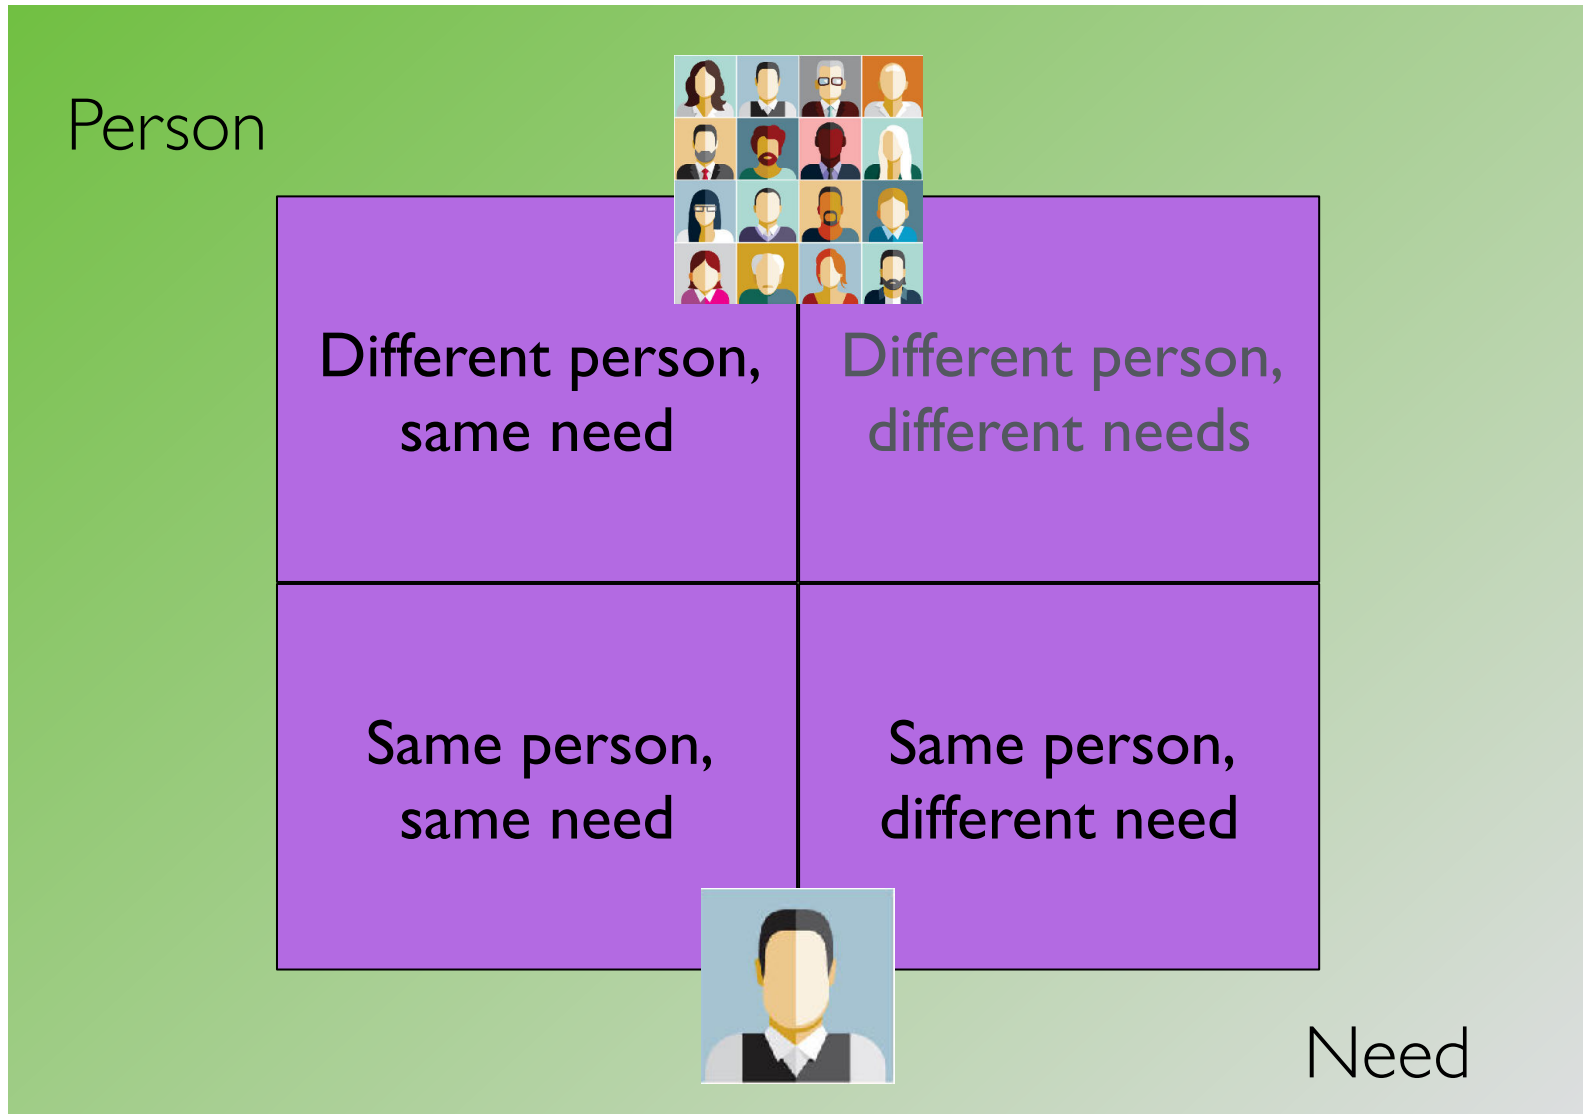 Person
Different person,
same need
Different person,
different needs
Same person,
same need
Same person,
different need
Need